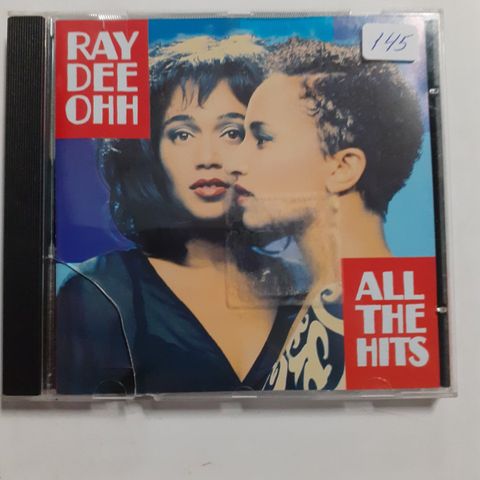 RAY
DEE
OHH
145
ALL
THE
HITS